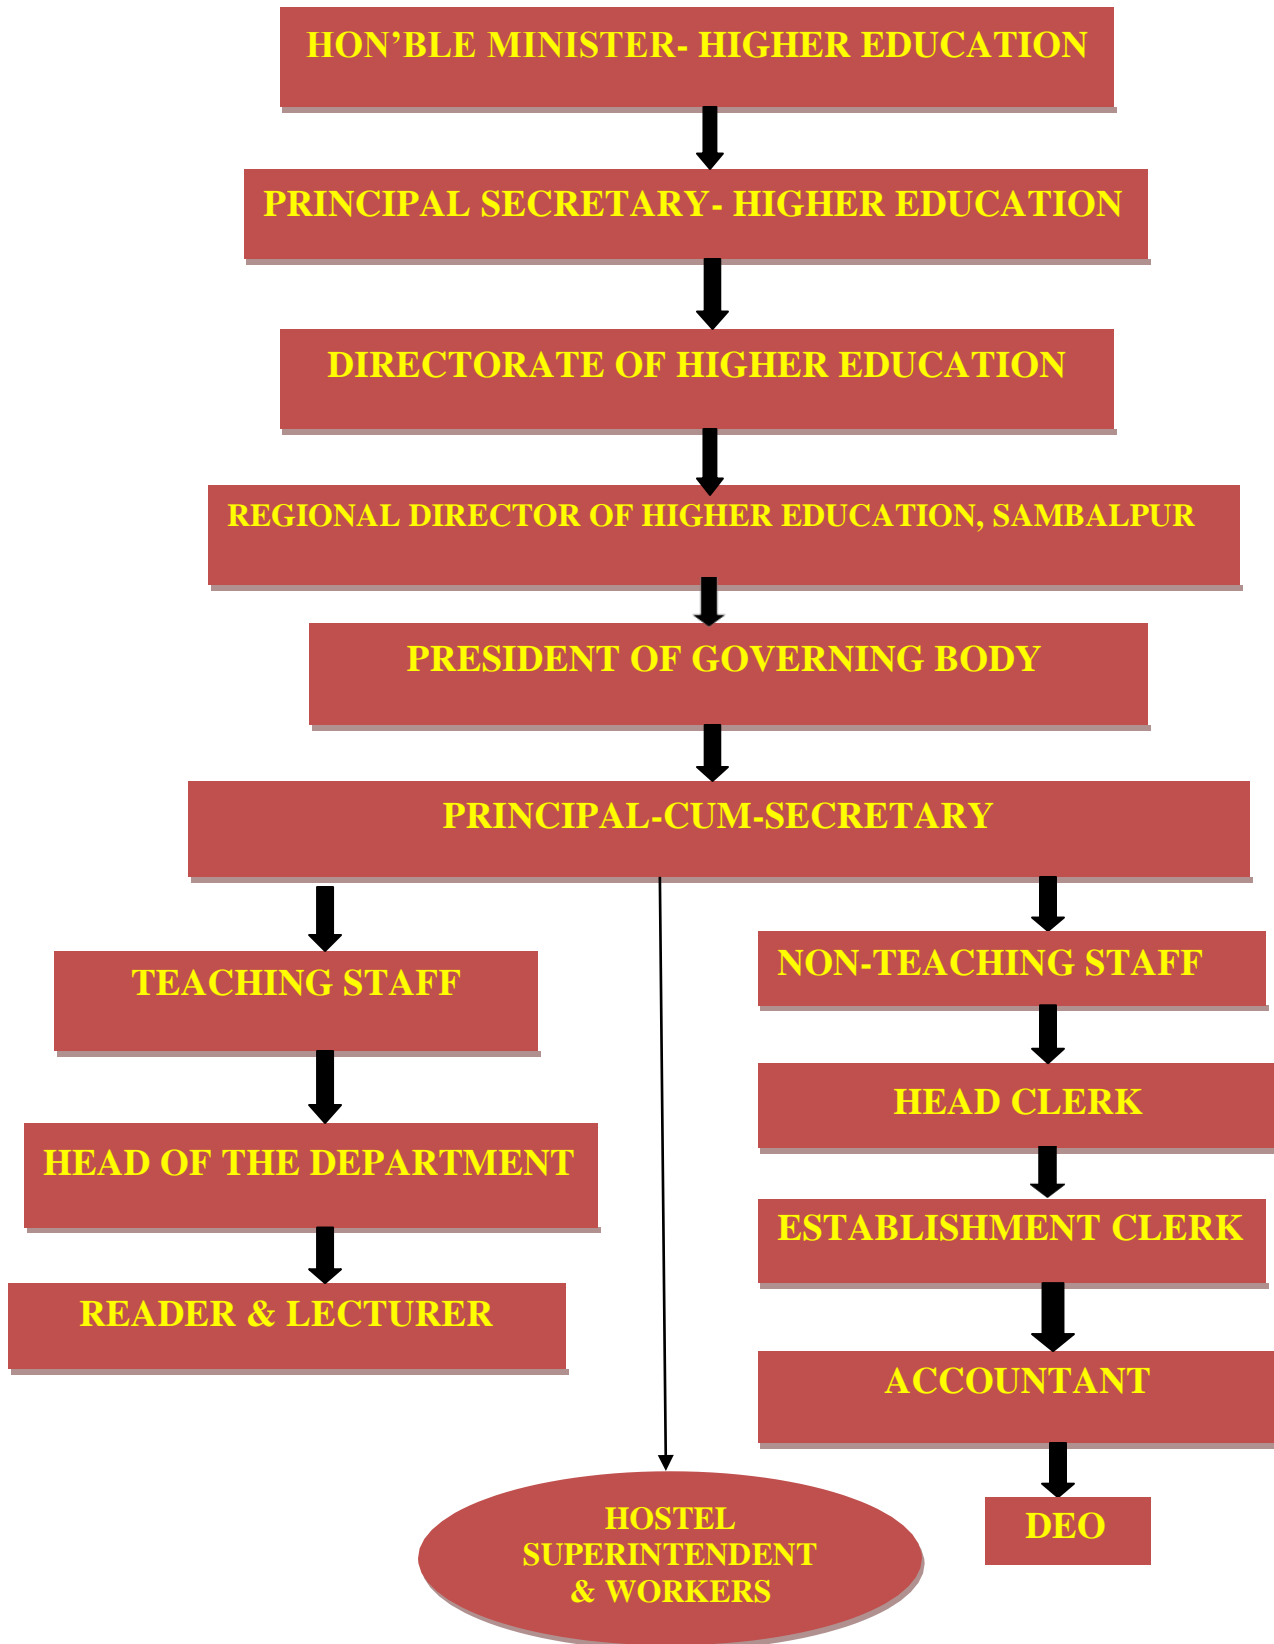 HON’BLE MINISTER- HIGHER EDUCATION
PRINCIPAL SECRETARY- HIGHER EDUCATION
DIRECTORATE OF HIGHER EDUCATION
REGIONAL DIRECTOR OF HIGHER EDUCATION, SAMBALPUR
PRESIDENT OF GOVERNING BODY
PRINCIPAL-CUM-SECRETARY
TEACHING STAFF
HEAD OF THE DEPARTMENT
READER & LECTURER
NON-TEACHING STAFF
HEAD CLERK
ESTABLISHMENT CLERK
ACCOUNTANT
DEO
HOSTEL
SUPERINTENDENT
& WORKERS